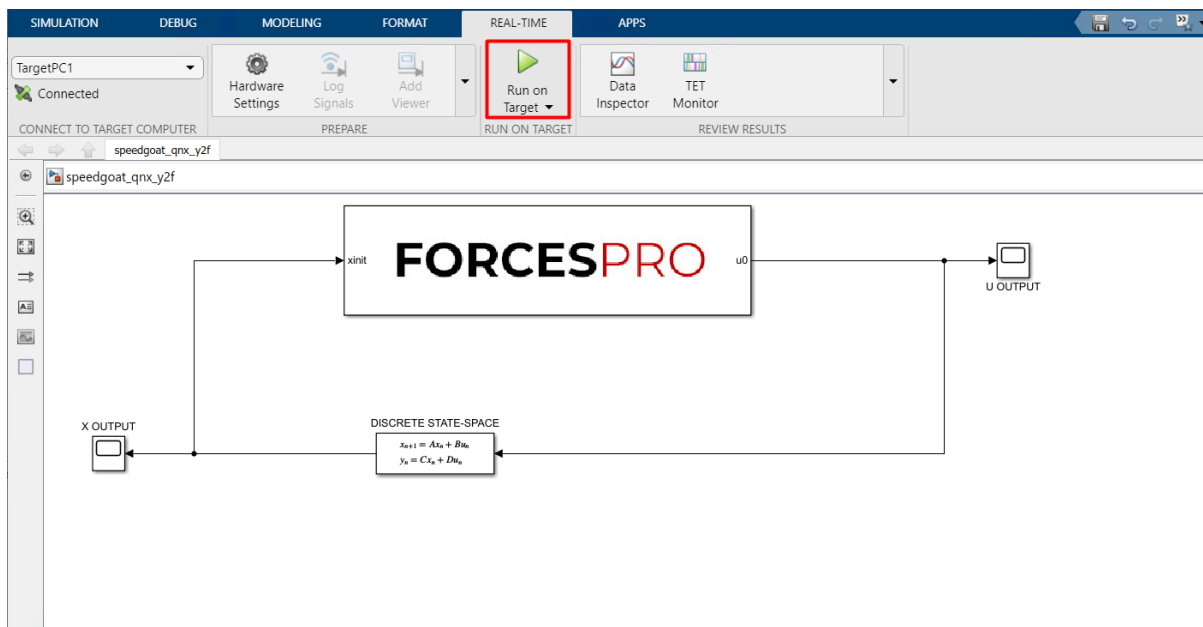 SIMULATION DEBUG MODELING FORMAT REAL-TIME APPS
TargetPC1
Connected
CONNECT TO TARGET COMPUTER
Hardware
Settings
Log
Signals
Add
Viewer
PREPARE
Run on
Target
RUN ON TARGET
Data
Inspector
TET
Monitor
REVIEW RESULTS
speedgoat_qnx_y2f
speedgoat_qnx_y2f
xinit
FORCESPRO
u0
U OUTPUT
X OUTPUT
DISCRETE STATE-SPACE
xₙ₊₁ = Axₙ + Buₙ
yₙ = Cxₙ + Duₙ